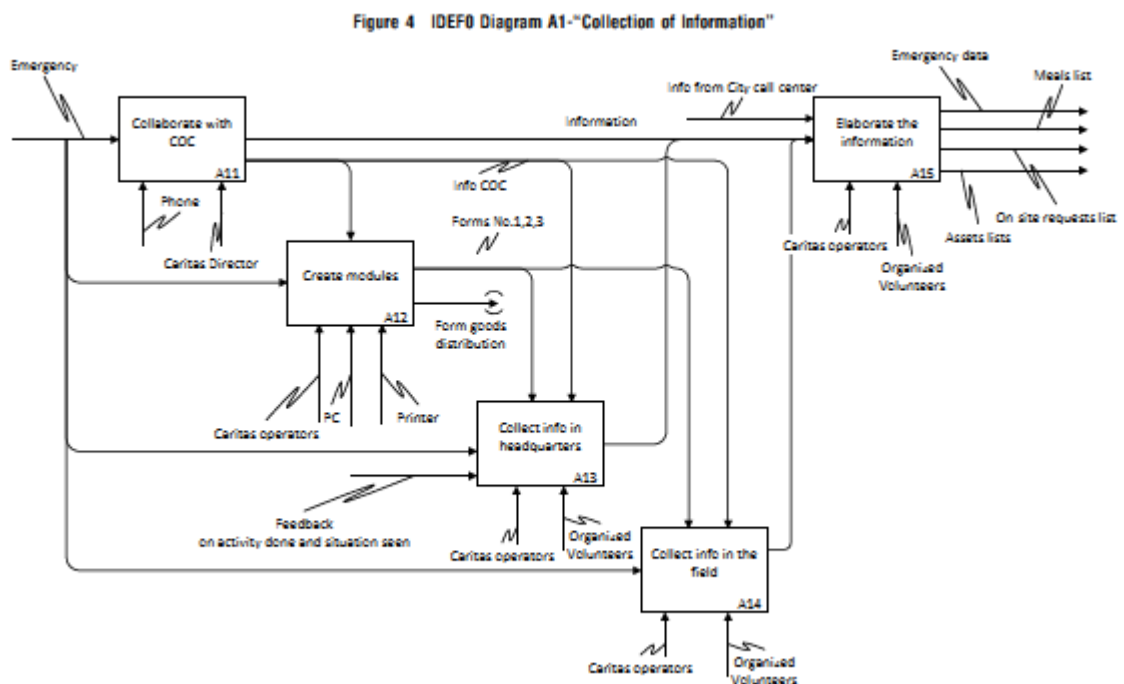 Figure 4 IDEF0 Diagram A1-"Collection of Information"
Emergency
Emergency data
Meals list
Info from City call center
Collaborate with
COC
A11
Information
Elaborate the
information
A15
Info COC
Phone
Caritas Director
Forms No.1,2,3
On site requests list
Assets lists
Caritas operators
Organized
Volunteers
Create modules
A12
Form goods
distribution
Caritas operators
PC
Printer
Collect info in
headquarters
A13
Feedback
on activity done and situation seen
Caritas operators
Organized
Volunteers
Collect info in the
field
A14
Caritas operators
Organized
Volunteers